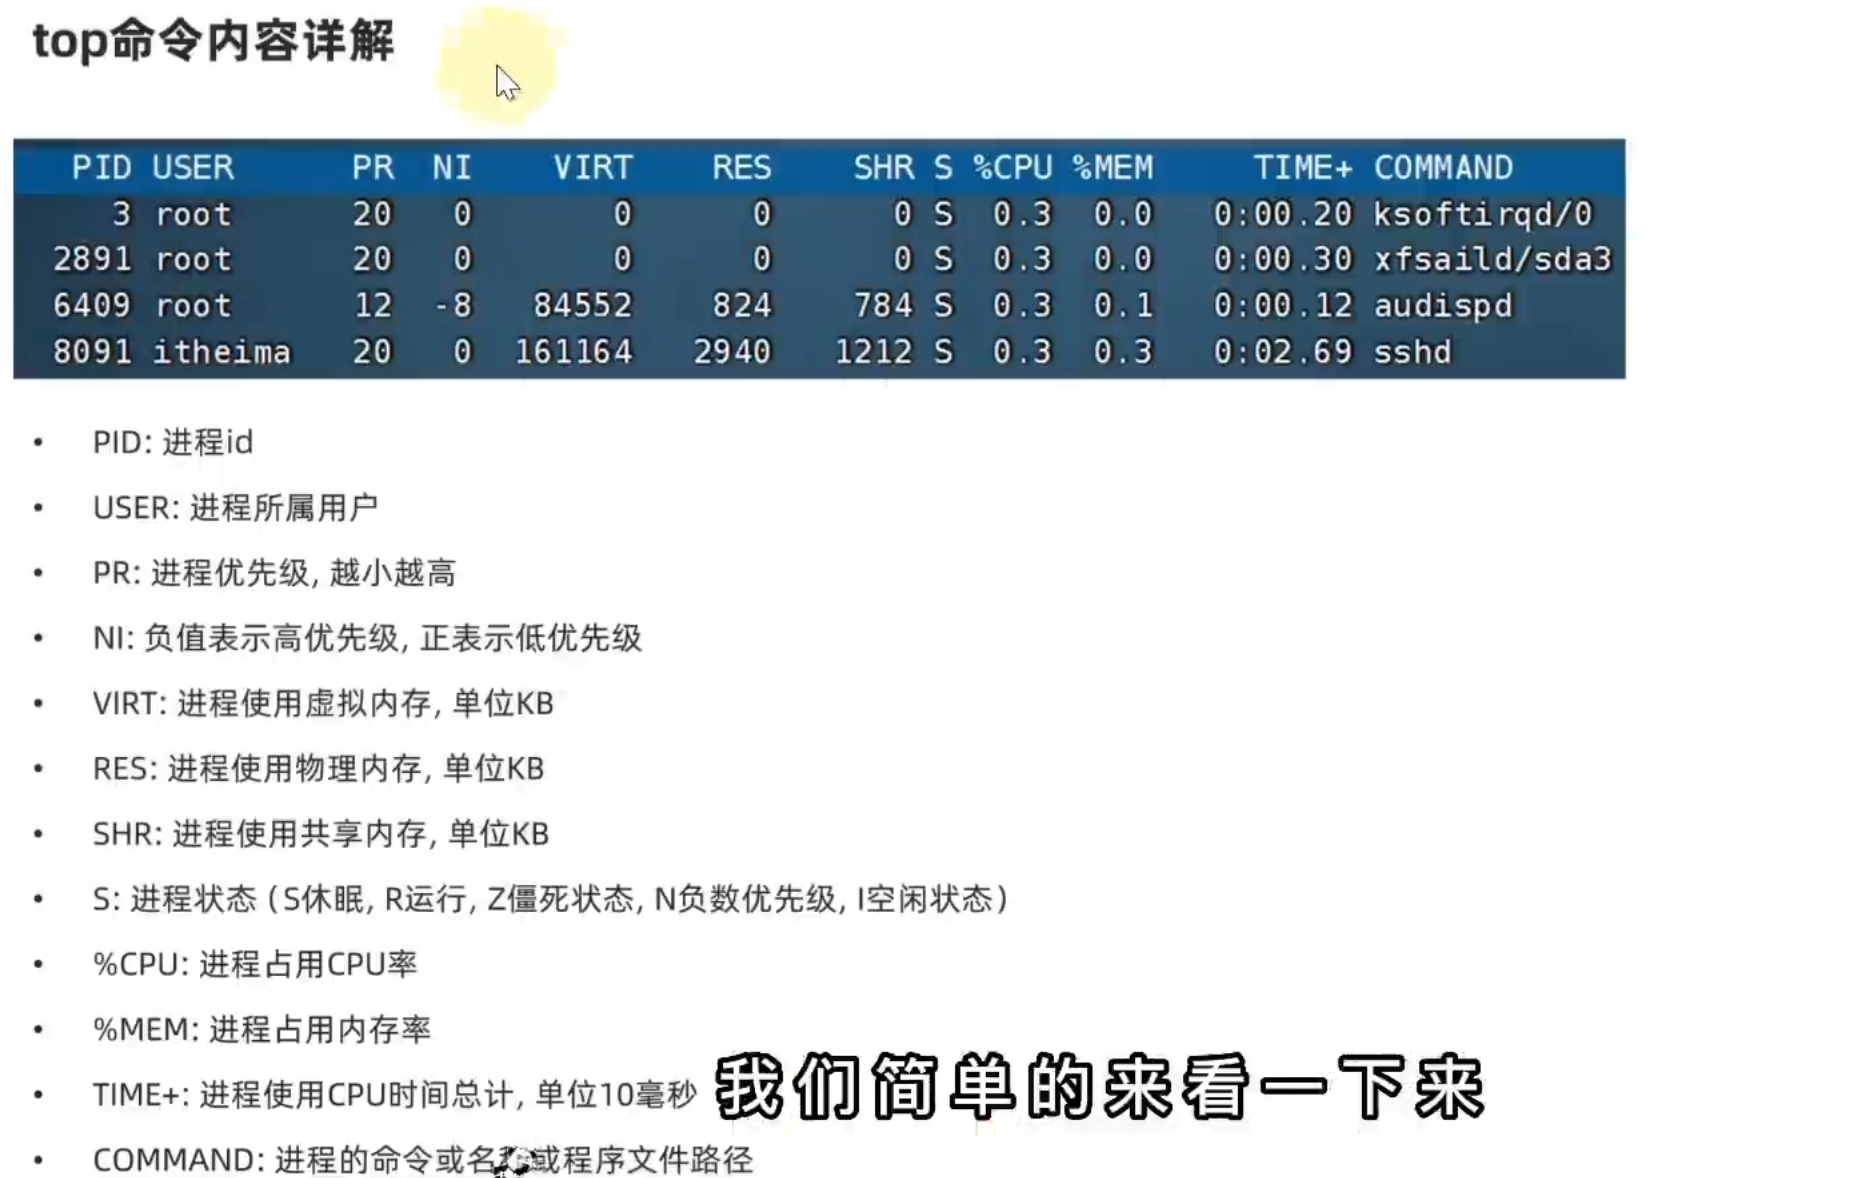 top命令内容详解
PID USER PR NI VIRT RES SHR S %CPU %MEM TIME+ COMMAND
3 root 20 0 0 0 0 S 0.3 0.0 0:00.20 ksoftirqd/0
2891 root 20 0 0 0 0 S 0.3 0.0 0:00.30 xfsaild/sda3
6409 root 12 -8 84552 824 784 S 0.3 0.1 0:00.12 audispd
8091 itheima 20 0 161164 2940 1212 S 0.3 0.3 0:02.69 sshd
• PID: 进程id
• USER: 进程所属用户
• PR: 进程优先级, 越小越高
• NI: 负值表示高优先级, 正表示低优先级
• VIRT: 进程使用虚拟内存, 单位KB
• RES: 进程使用物理内存, 单位KB
• SHR: 进程使用共享内存, 单位KB
• S: 进程状态 (S休眠, R运行, Z僵死状态, N负数优先级, I空闲状态)
• %CPU: 进程占用CPU率
• %MEM: 进程占用内存率
• TIME+: 进程使用CPU时间总计, 单位10毫秒
我们简单的来看一下来
• COMMAND: 进程的命令或名称或程序文件路径